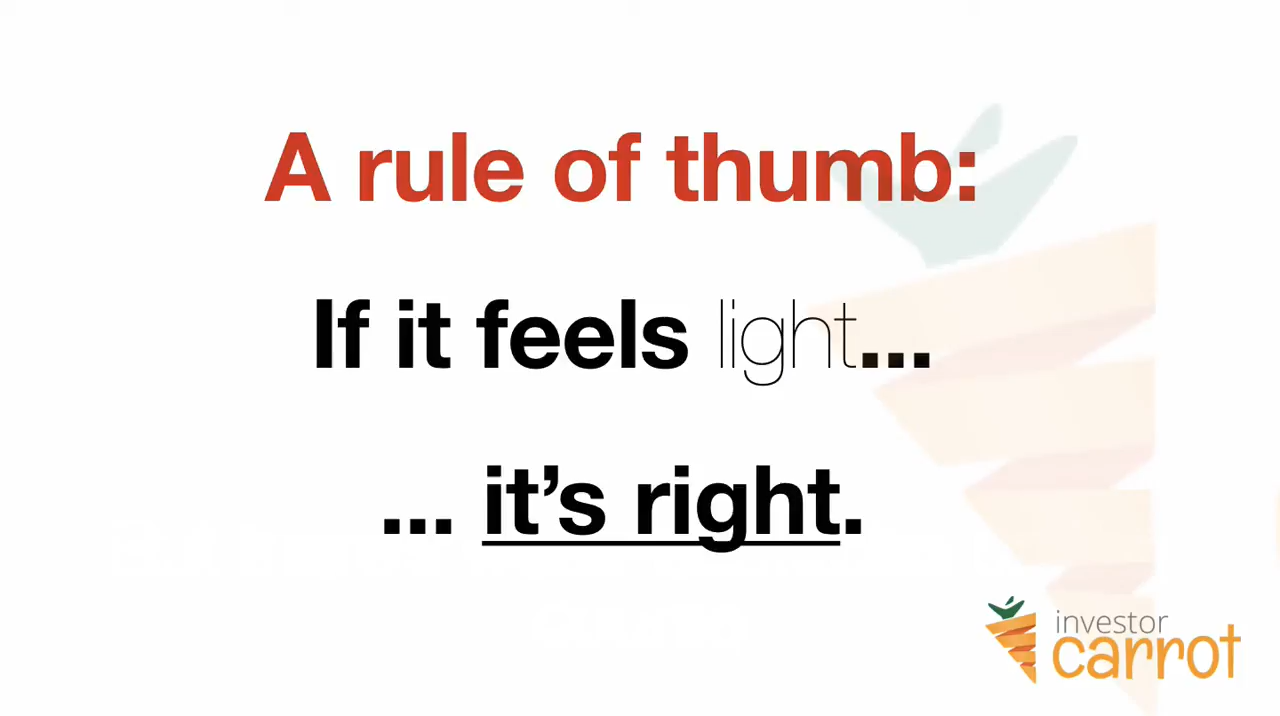 A rule of thumb:
If it feels light...
... it’s right.
investor
carrot